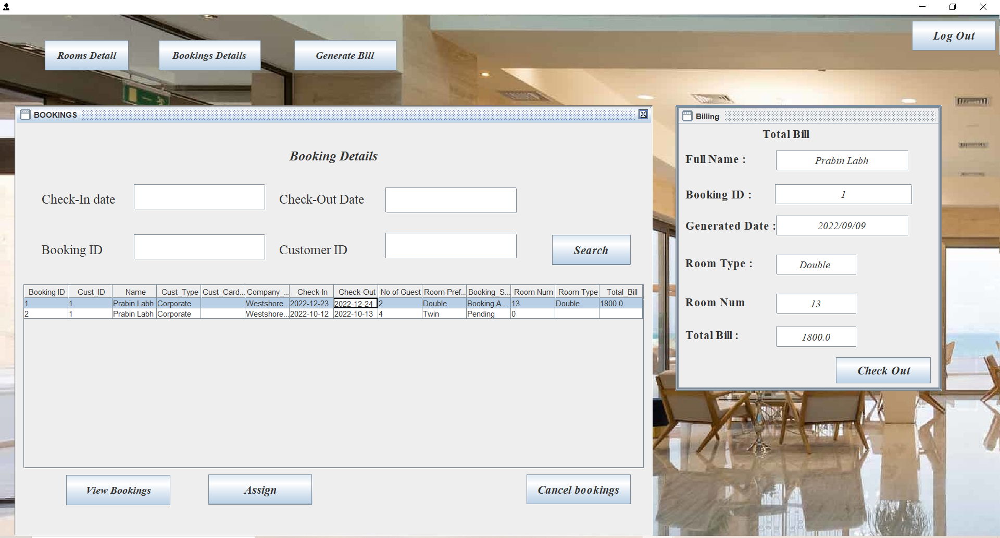 Log Out
Rooms Detail
Bookings Details
Generate Bill
BOOKINGS
Booking Details
Check-In date
Check-Out Date
Booking ID
Customer ID
Search
Booking ID Cust_ID Name Cust_Type Cust_Card... Company_... Check-In Check-Out No of Guest Room Pref... Booking_S... Room Num Room Type Total_Bill
1 1 Prabin Labh Corporate Westshore... 2022-12-23 2022-12-24 2 Double Booking A... 13 Double 1800.0
2 1 Prabin Labh Corporate Westshore... 2022-10-12 2022-10-13 4 Twin Pending 0
View Bookings
Assign
Cancel bookings
Billing
Total Bill
Full Name : Prabin Labh
Booking ID : 1
Generated Date : 2022/09/09
Room Type : Double
Room Num 13
Total Bill : 1800.0
Check Out